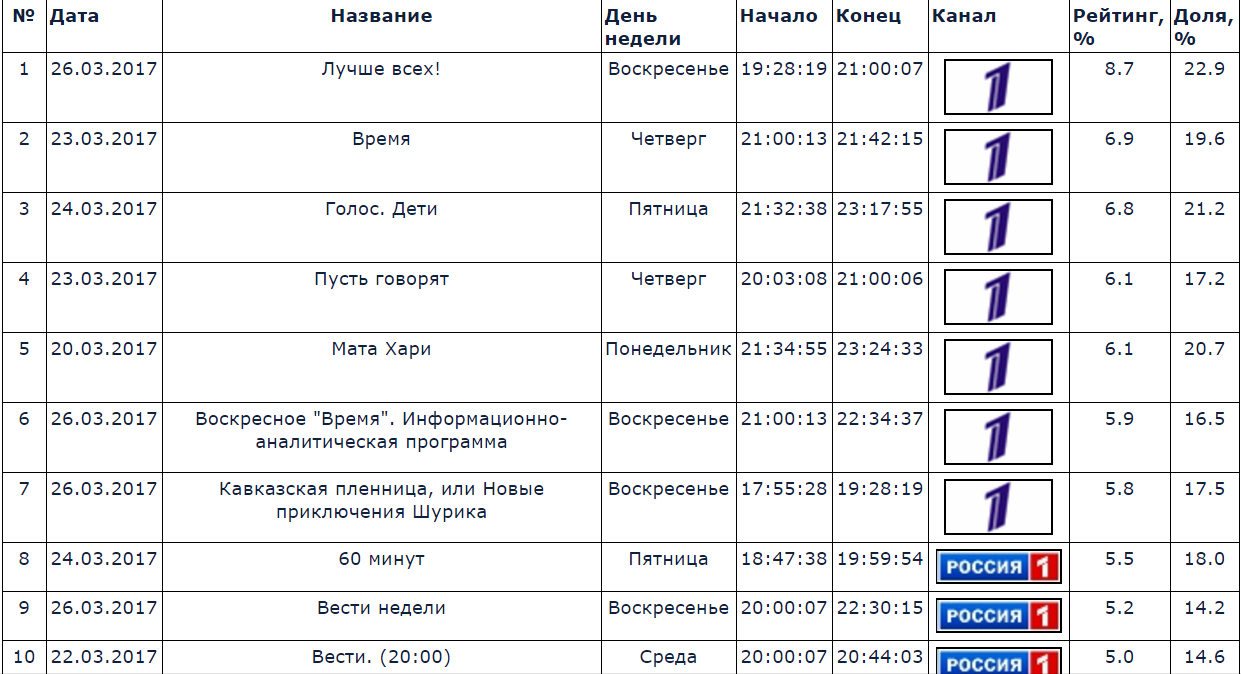 № Дата Название День недели Начало Конец Канал Рейтинг, % Доля, %
1 26.03.2017 Лучше всех! Воскресенье 19:28:19 21:00:07 1 8.7 22.9
2 23.03.2017 Время Четверг 21:00:13 21:42:15 1 6.9 19.6
3 24.03.2017 Голос. Дети Пятница 21:32:38 23:17:55 1 6.8 21.2
4 23.03.2017 Пусть говорят Четверг 20:03:08 21:00:06 1 6.1 17.2
5 20.03.2017 Мата Хари Понедельник 21:34:55 23:24:33 1 6.1 20.7
6 26.03.2017 Воскресное "Время". Информационно-
аналитическая программа Воскресенье 21:00:13 22:34:37 1 5.9 16.5
7 26.03.2017 Кавказская пленница, или Новые
приключения Шурика Воскресенье 17:55:28 19:28:19 1 5.8 17.5
8 24.03.2017 60 минут Пятница 18:47:38 19:59:54 РОССИЯ 1 5.5 18.0
9 26.03.2017 Вести недели Воскресенье 20:00:07 22:30:15 РОССИЯ 1 5.2 14.2
10 22.03.2017 Вести. (20:00) Среда 20:00:07 20:44:03 РОССИЯ 1 5.0 14.6